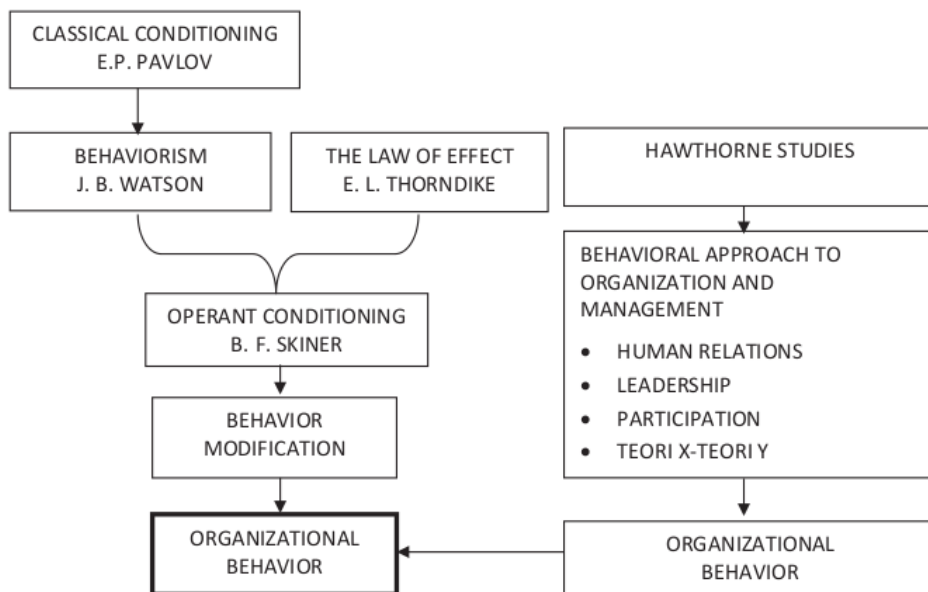 CLASSICAL CONDITIONING
E.P. PAVLOV
BEHAVIORISM
J. B. WATSON
THE LAW OF EFFECT
E. L. THORNDIKE
HAWTHORNE STUDIES
OPERANT CONDITIONING
B. F. SKINER
BEHAVIORAL APPROACH TO
ORGANIZATION AND
MANAGEMENT
• HUMAN RELATIONS
• LEADERSHIP
• PARTICIPATION
• TEORI X-TEORI Y
BEHAVIOR
MODIFICATION
ORGANIZATIONAL
BEHAVIOR
ORGANIZATIONAL
BEHAVIOR